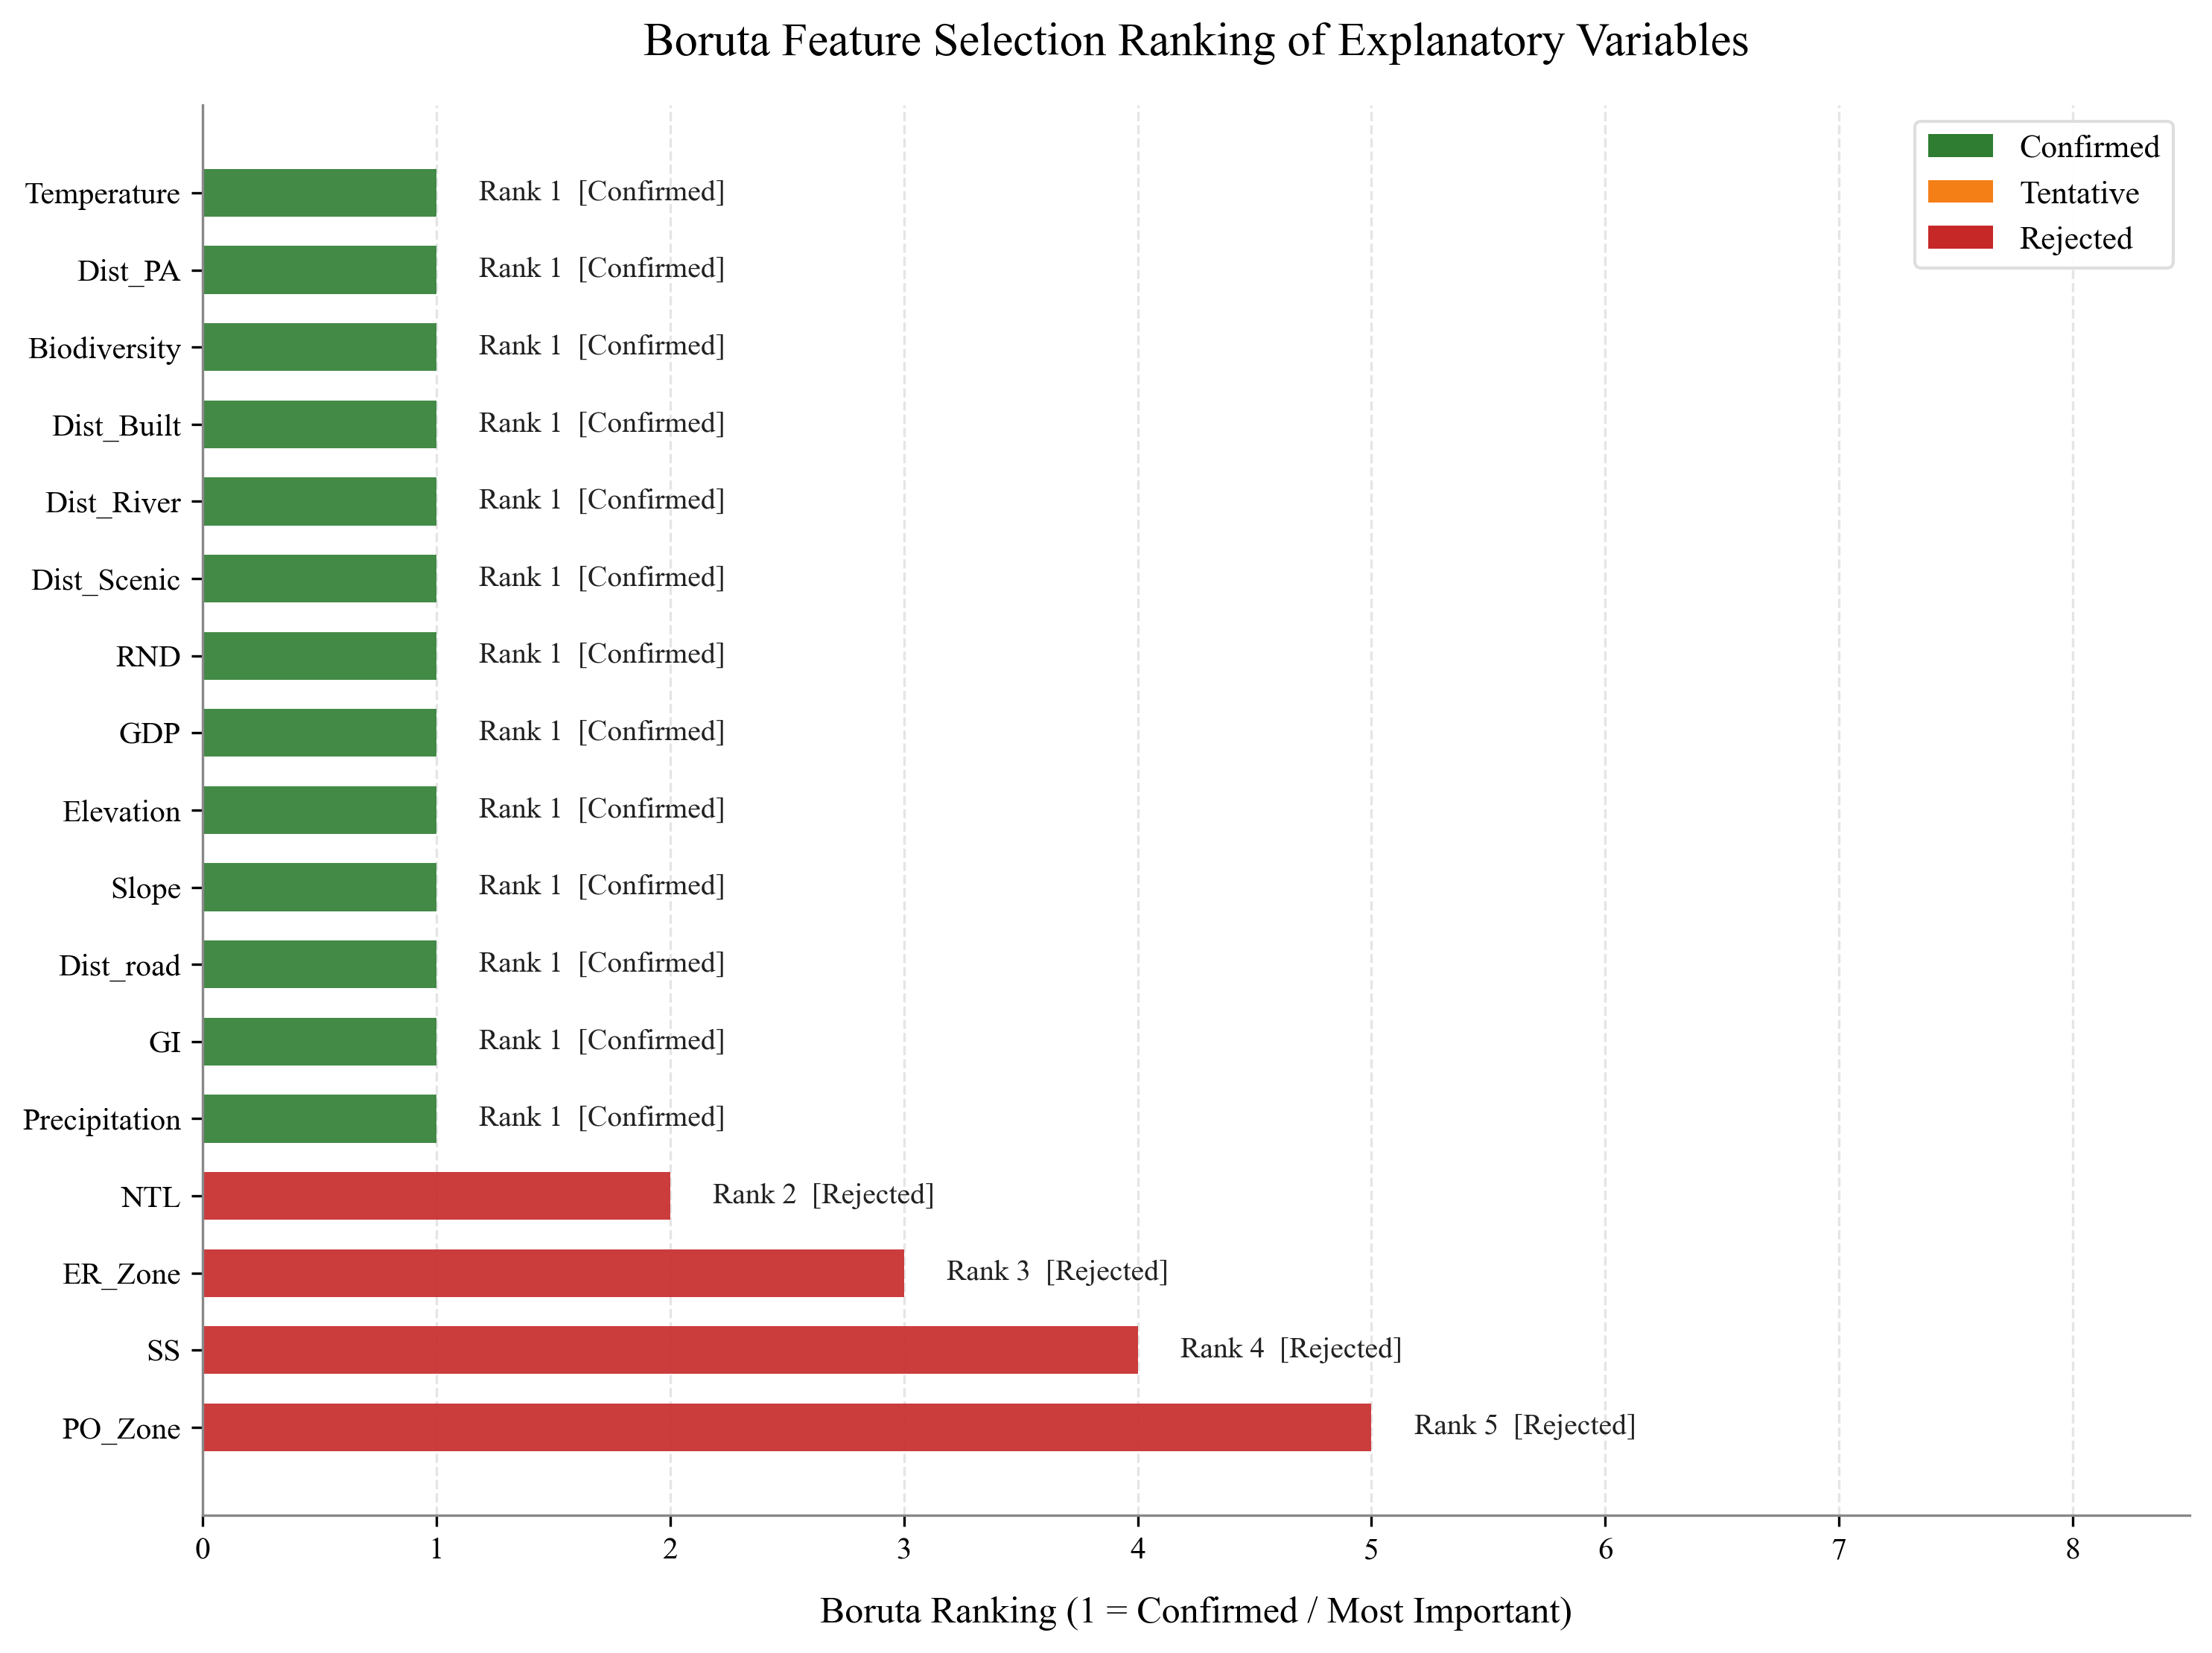 Boruta Feature Selection Ranking of Explanatory Variables
Confirmed
Tentative
Rejected
Temperature Rank 1 [Confirmed]
Dist_PA Rank 1 [Confirmed]
Biodiversity Rank 1 [Confirmed]
Dist_Built Rank 1 [Confirmed]
Dist_River Rank 1 [Confirmed]
Dist_Scenic Rank 1 [Confirmed]
RND Rank 1 [Confirmed]
GDP Rank 1 [Confirmed]
Elevation Rank 1 [Confirmed]
Slope Rank 1 [Confirmed]
Dist_road Rank 1 [Confirmed]
GI Rank 1 [Confirmed]
Precipitation Rank 1 [Confirmed]
NTL Rank 2 [Rejected]
ER_Zone Rank 3 [Rejected]
SS Rank 4 [Rejected]
PO_Zone Rank 5 [Rejected]
0 1 2 3 4 5 6 7 8
Boruta Ranking (1 = Confirmed / Most Important)